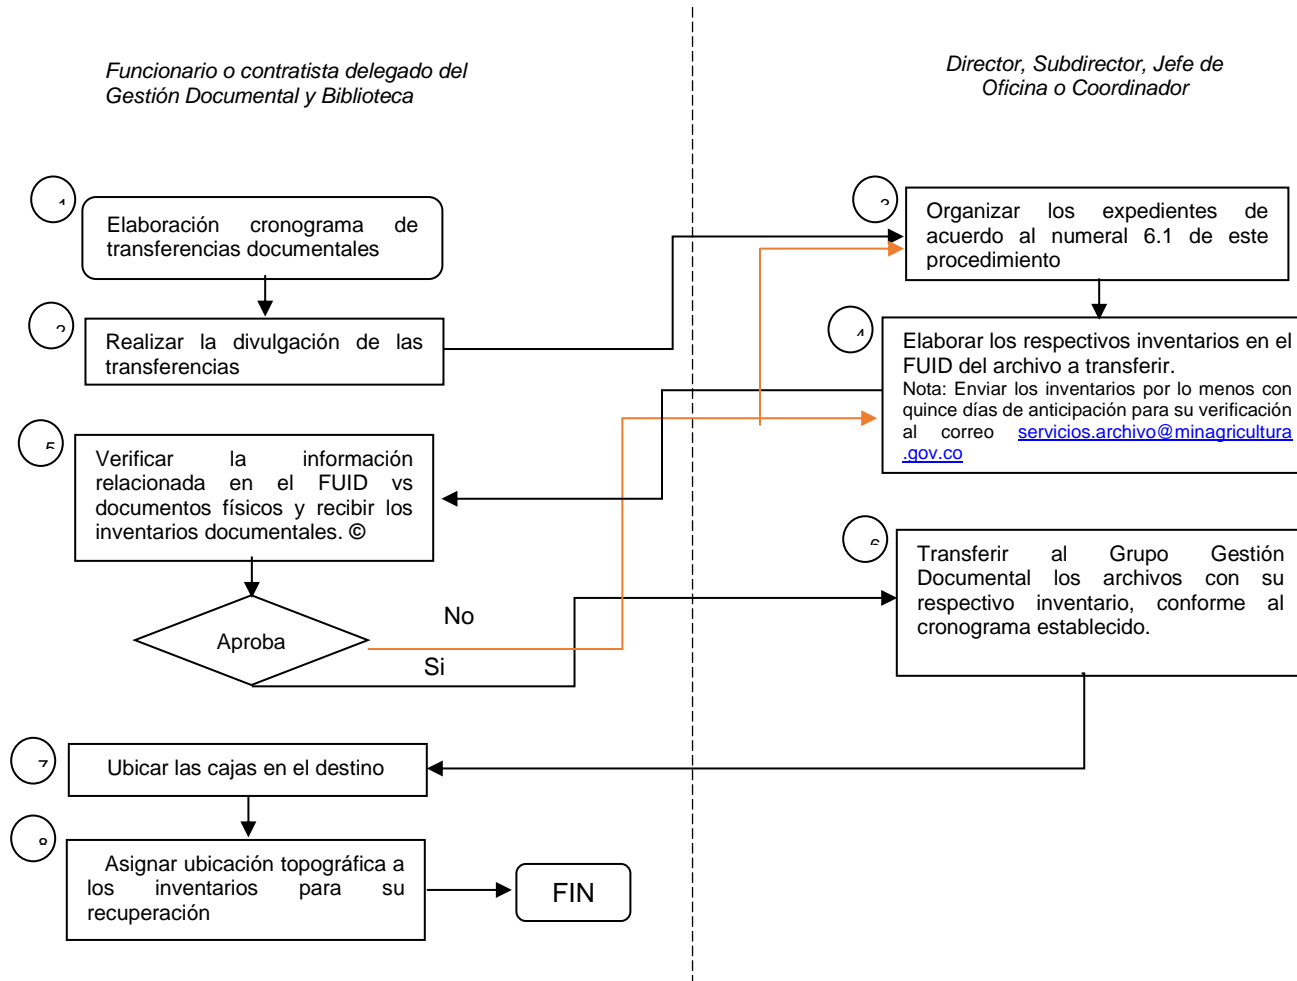 Funcionario o contratista delegado del
Gestión Documental y Biblioteca
Director, Subdirector, Jefe de
Oficina o Coordinador
Elaboración cronograma de
transferencias documentales
Realizar la divulgación de las
transferencias
Organizar los expedientes de
acuerdo al numeral 6.1 de este
procedimiento
Elaborar los respectivos inventarios en el
FUID del archivo a transferir.
Nota: Enviar los inventarios por lo menos con
quince días de anticipación para su verificación
al correo servicios.archivo@minagricultura
.gov.co
Verificar la información
relacionada en el FUID vs
documentos físicos y recibir los
inventarios documentales. ©
Aproba
No
Si
Transferir al Grupo Gestión
Documental los archivos con su
respectivo inventario, conforme al
cronograma establecido.
Ubicar las cajas en el destino
Asignar ubicación topográfica a
los inventarios para su
recuperación
FIN